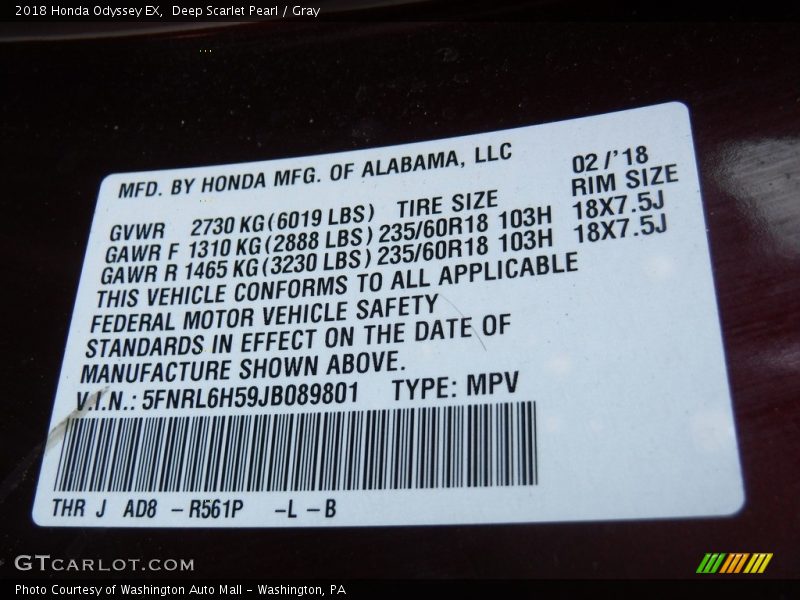 2018 Honda Odyssey EX,  Deep Scarlet Pearl / Gray
MFD. BY HONDA MFG. OF ALABAMA, LLC 02/'18
GVWR 2730 KG(6019 LBS) TIRE SIZE RIM SIZE
GAWR F 1310 KG(2888 LBS) 235/60R18 103H 18X7.5J
GAWR R 1465 KG(3230 LBS) 235/60R18 103H 18X7.5J
THIS VEHICLE CONFORMS TO ALL APPLICABLE
FEDERAL MOTOR VEHICLE SAFETY
STANDARDS IN EFFECT ON THE DATE OF
MANUFACTURE SHOWN ABOVE.
V.I.N.: 5FNRL6H59JB089801 TYPE: MPV
THR J AD8 -R561P -L -B
GTCARLOT.COM
Photo Courtesy of Washington Auto Mall - Washington, PA